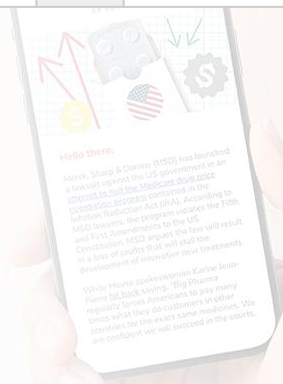 Hello there,
Merck, Sharp & Dohme (MSD) has launched
a lawsuit against the US government in an
attempt to halt the Medicare drug price
negotiation program contained in the
Inflation Reduction Act (IRA). According to
MSD lawyers, the program violates the Fifth
and First Amendments to the US
Constitution. MSD argues the law will result
in a loss of profits that will stall the
development of innovative new treatments.
White House spokeswoman Karine Jean-
Pierre hit back saying, "Big Pharma
regularly forces Americans to pay many
times what they do customers in other
countries for the exact same medicines. We
are confident we will succeed in the courts,